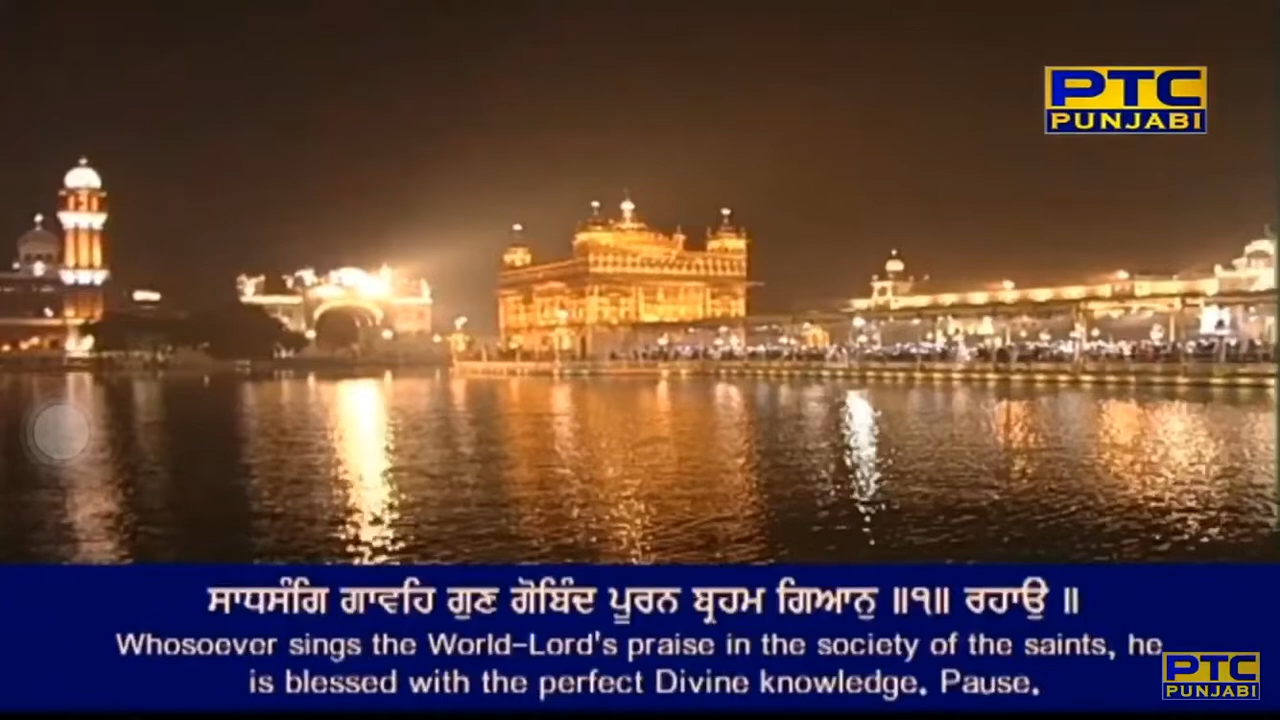 PTC
PUNJABI
ਸਾਧਸੰਗਿ ਗਾਵਹਿ ਗੁਣ ਗੋਬਿੰਦ ਪੂਰਨ ਬ੍ਰਹਮ ਗਿਆਨੁ ॥੧॥ ਰਹਾਉ ॥
Whosoever sings the World-Lord's praise in the society of the saints, he
is blessed with the perfect Divine knowledge. Pause.
PTC
PUNJABI